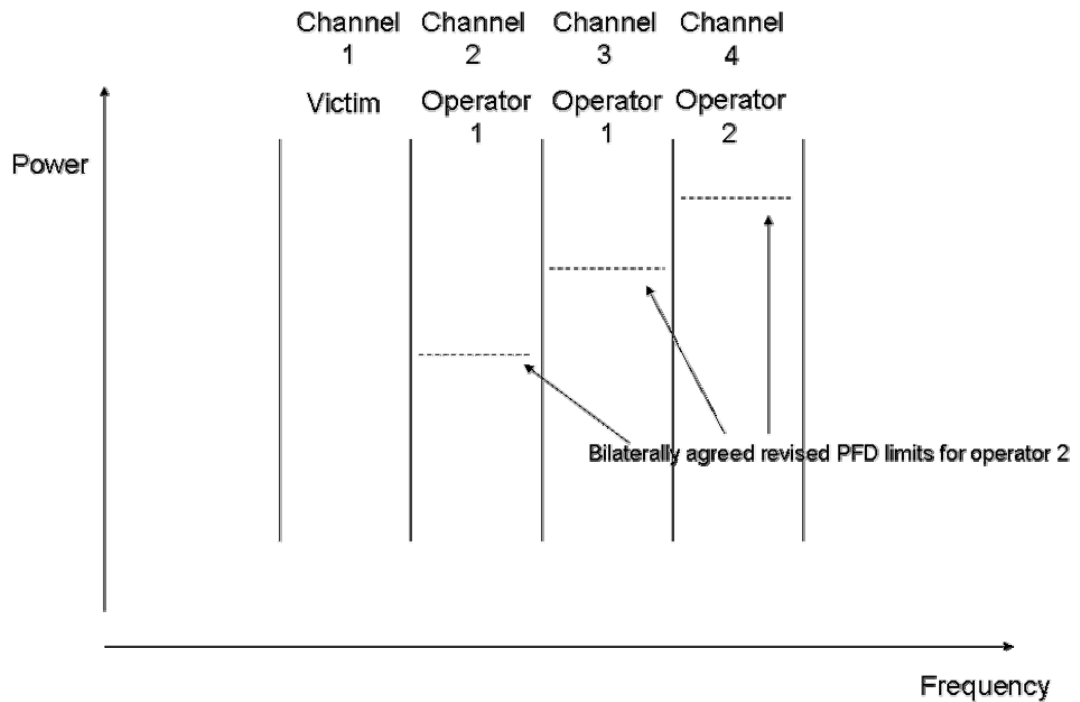 Channel Channel Channel Channel
1 2 3 4
Victim Operator Operator Operator
1 1 2
Power
Bilaterally agreed revised PFD limits for operator 2
Frequency